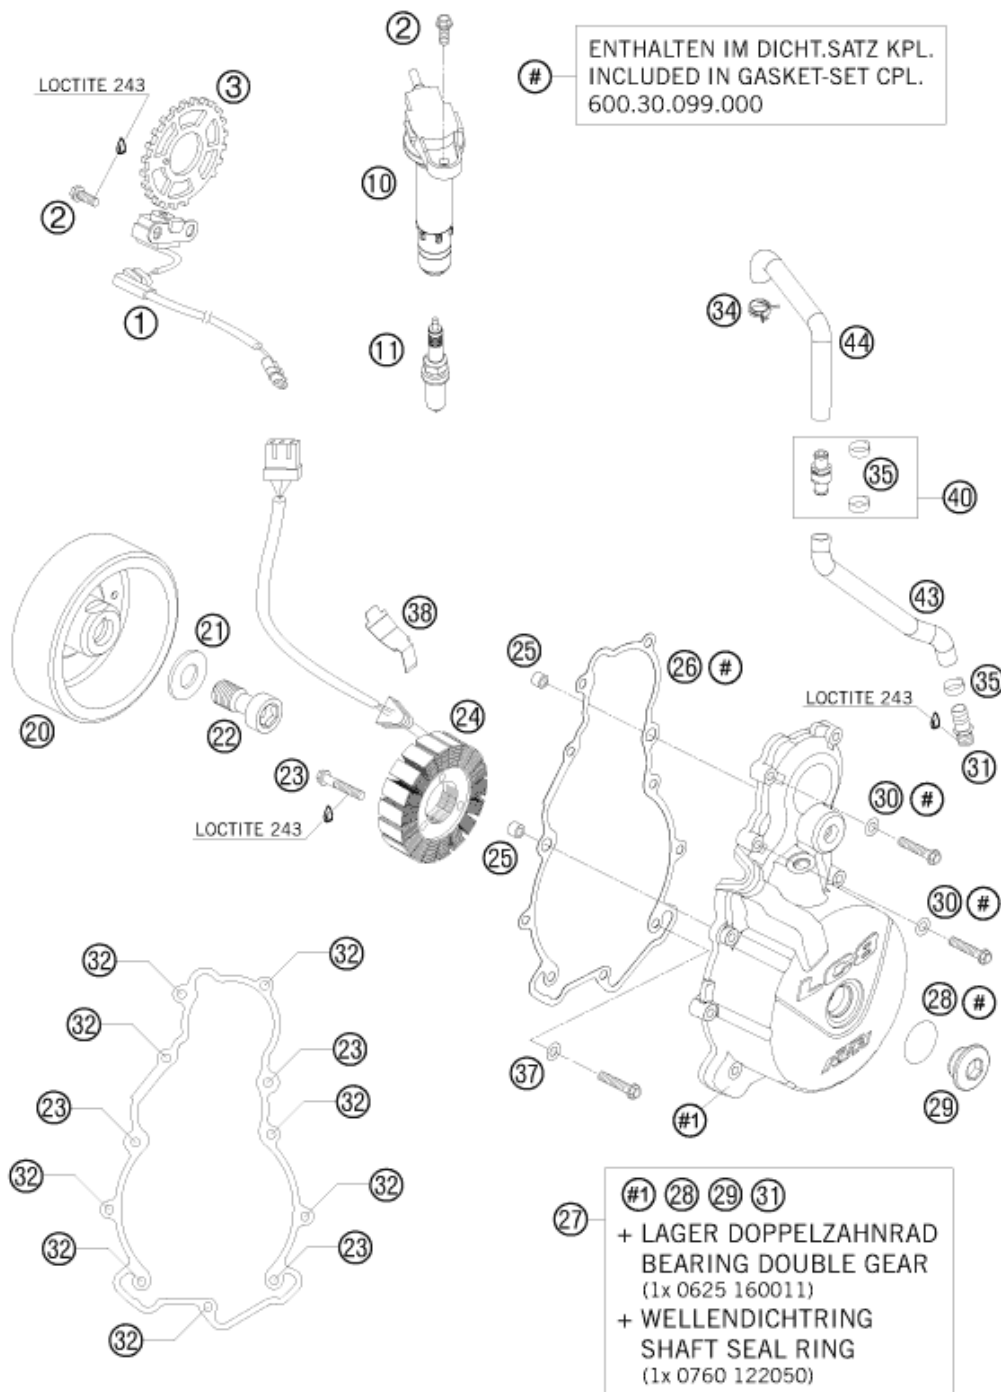 2
ENTHALTEN IM DICHT.SATZ KPL.
# INCLUDED IN GASKET-SET CPL.
600.30.099.000
LOCTITE 243
3
10
2
34
1
44
11
35
40
43
38
21
25
26 #
35
LOCTITE 243
24
20
22
31
23
30 #
LOCTITE 243
25
30 #
LC8
32
32
28 #
32
23
KTM
37
32
29
23
#1
32
32
#1 28 29 31
27
+ LAGER DOPPELZAHNRAD
32
23
BEARING DOUBLE GEAR
(1x 0625 160011)
+ WELLENDICHTRING
32
SHAFT SEAL RING
(1x 0760 122050)